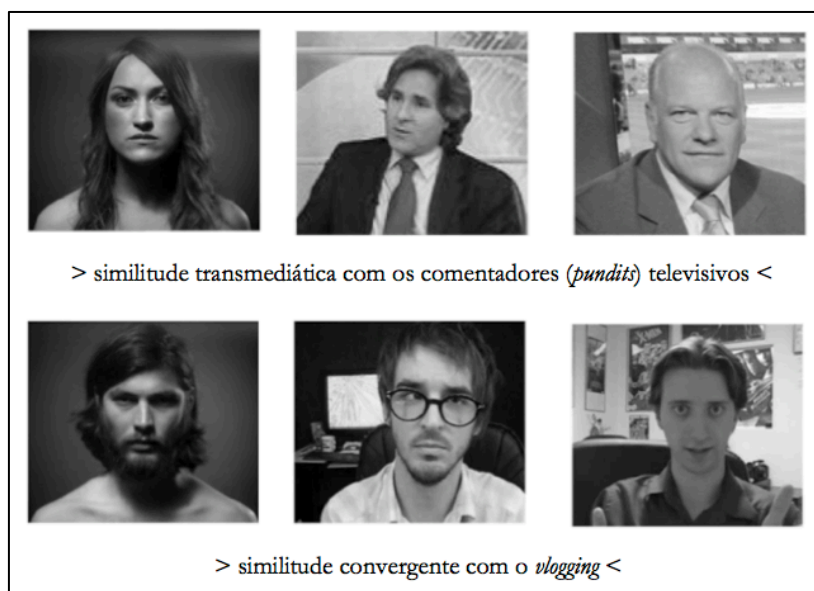 > similitude transmediática com os comentadores (pundits) televisivos <
> similitude convergente com o vlogging <